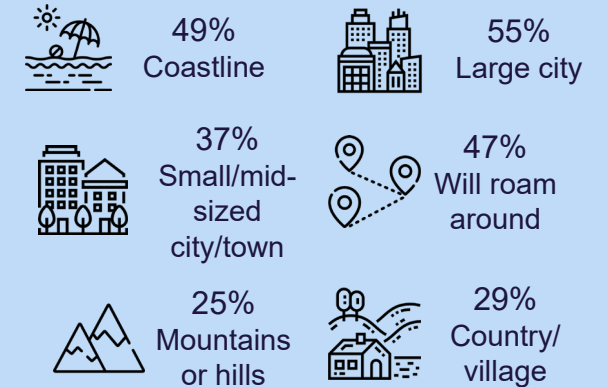 49%
Coastline
55%
Large city
37%
Small/mid-
sized
city/town
47%
Will roam
around
25%
Mountains
or hills
29%
Country/
village